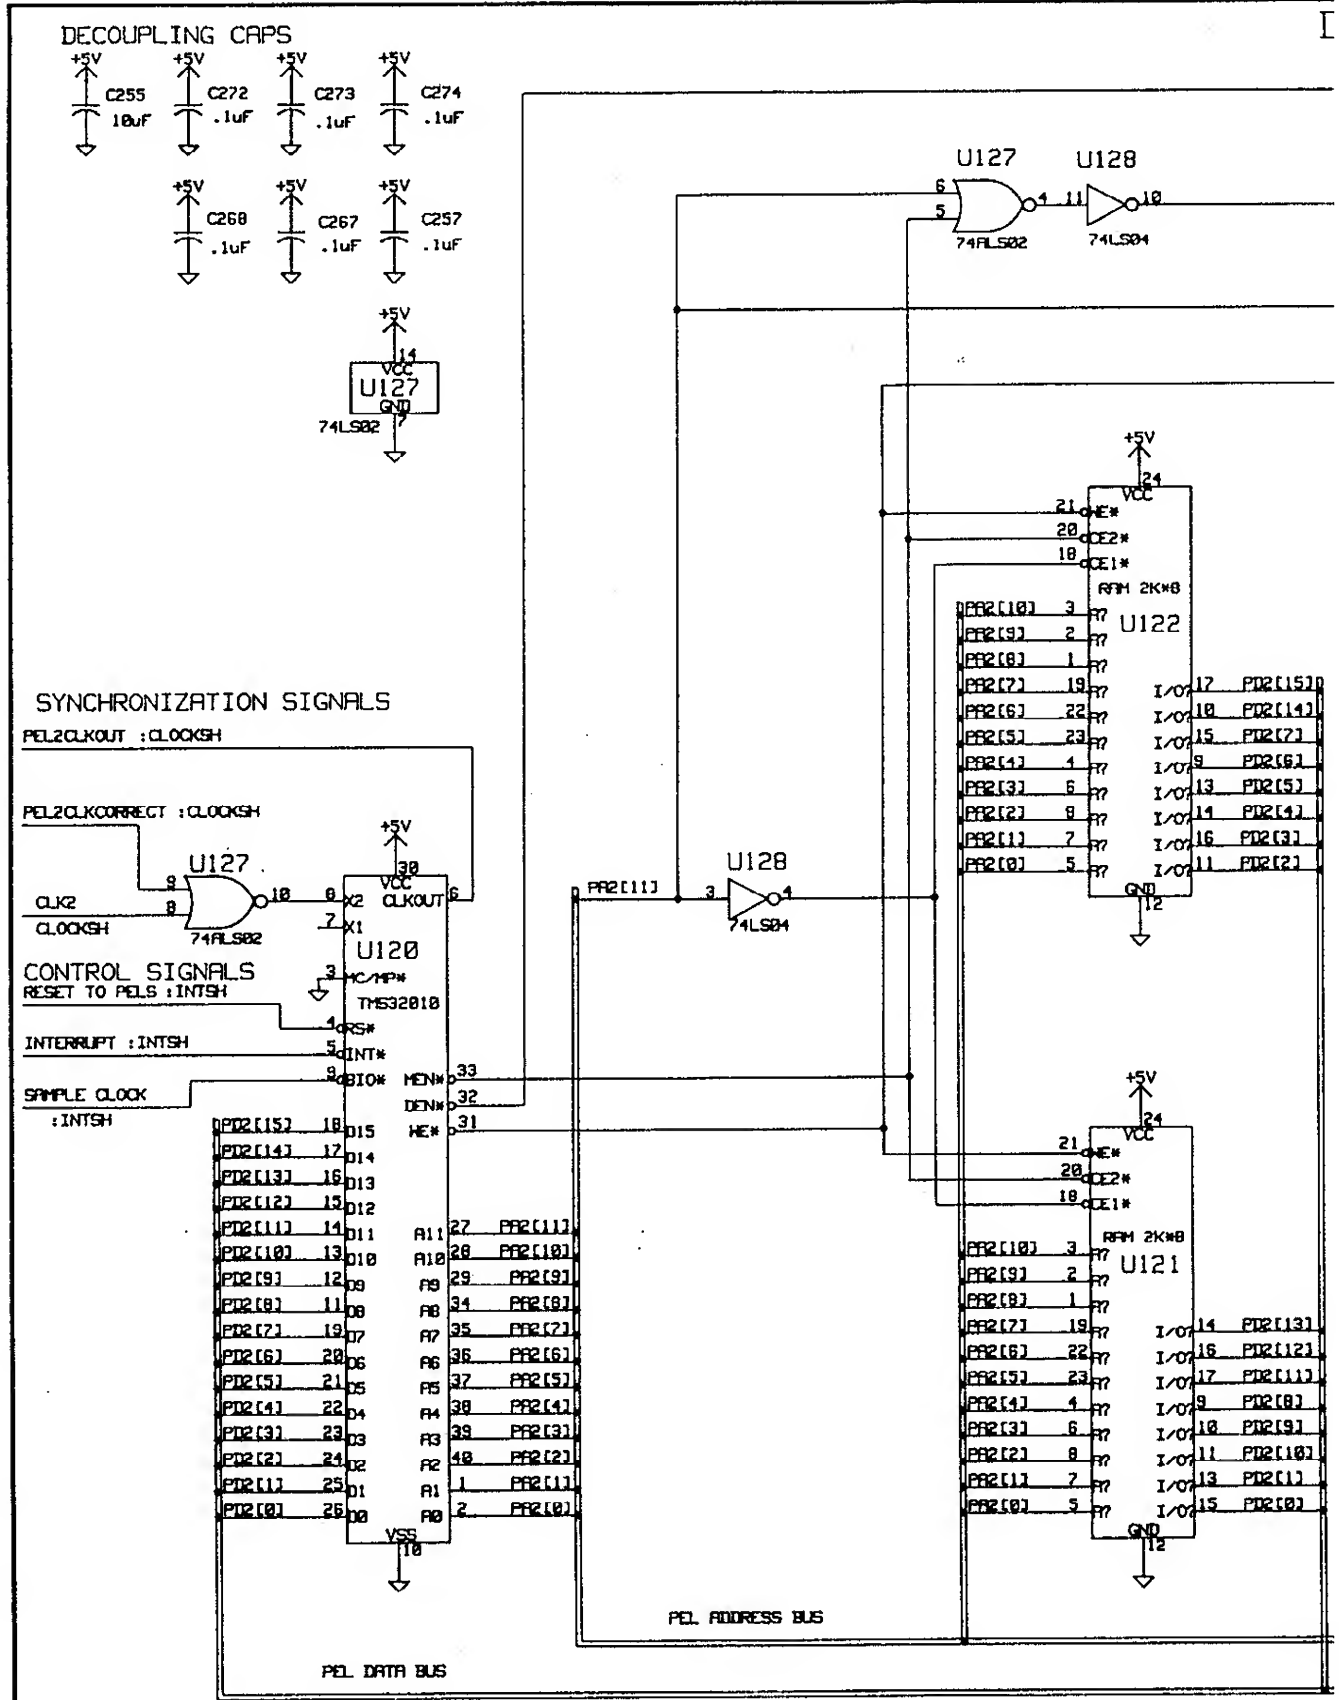 DECOUPLING CAPS
+5V +5V +5V +5V
C255 C272 C273 C274
10uF .1uF .1uF .1uF
+5V +5V +5V
C268 C267 C257
.1uF .1uF .1uF
+5V
14
VCC
U127
GND
7
74LS02
U127 U128
6
5
4 11 10
74ALS02 74LS04
+5V
24
VCC
21 WE*
20 CE2*
18 CE1*
RAM 2K*8
U122
PA2[10] 3 A?
PA2[9] 2 A?
PA2[8] 1 A?
PA2[7] 19 A?
PA2[6] 22 A?
PA2[5] 23 A?
PA2[4] 4 A?
PA2[3] 6 A?
PA2[2] 8 A?
PA2[1] 7 A?
PA2[0] 5 A?
I/O? 17 PD2[15]
I/O? 10 PD2[14]
I/O? 15 PD2[7]
I/O? 9 PD2[6]
I/O? 13 PD2[5]
I/O? 14 PD2[4]
I/O? 16 PD2[3]
I/O? 11 PD2[2]
GND
12
SYNCHRONIZATION SIGNALS
PEL2CLKOUT :CLOCKSH
PEL2CLKCORRECT :CLOCKSH
U127
9
8
10
74ALS02
CLK2
CLOCKSH
CONTROL SIGNALS
RESET TO PELS :INTSH
INTERRUPT :INTSH
SAMPLE CLOCK
:INTSH
+5V
30
VCC
8 X2 CLKOUT 6
7 X1
U120
3 MC/MP*
TMS32010
4 RS*
5 INT*
9 BIO* MEN* 33
DEN* 32
WE* 31
PD2[15] 18 D15
PD2[14] 17 D14
PD2[13] 16 D13
PD2[12] 15 D12
PD2[11] 14 D11 A11 27 PA2[11]
PD2[10] 13 D10 A10 28 PA2[10]
PD2[9] 12 D9 A9 29 PA2[9]
PD2[8] 11 D8 A8 34 PA2[8]
PD2[7] 19 D7 A7 35 PA2[7]
PD2[6] 20 D6 A6 36 PA2[6]
PD2[5] 21 D5 A5 37 PA2[5]
PD2[4] 22 D4 A4 38 PA2[4]
PD2[3] 23 D3 A3 39 PA2[3]
PD2[2] 24 D2 A2 40 PA2[2]
PD2[1] 25 D1 A1 1 PA2[1]
PD2[0] 26 D0 A0 2 PA2[0]
VSS
10
PA2[11]
U128
3 4
74LS04
+5V
24
VCC
21 WE*
20 CE2*
18 CE1*
RAM 2K*8
U121
PA2[10] 3 A?
PA2[9] 2 A?
PA2[8] 1 A?
PA2[7] 19 A?
PA2[6] 22 A?
PA2[5] 23 A?
PA2[4] 4 A?
PA2[3] 6 A?
PA2[2] 8 A?
PA2[1] 7 A?
PA2[0] 5 A?
I/O? 14 PD2[13]
I/O? 16 PD2[12]
I/O? 17 PD2[11]
I/O? 9 PD2[8]
I/O? 10 PD2[9]
I/O? 11 PD2[10]
I/O? 13 PD2[1]
I/O? 15 PD2[0]
GND
12
PEL ADDRESS BUS
PEL DATA BUS